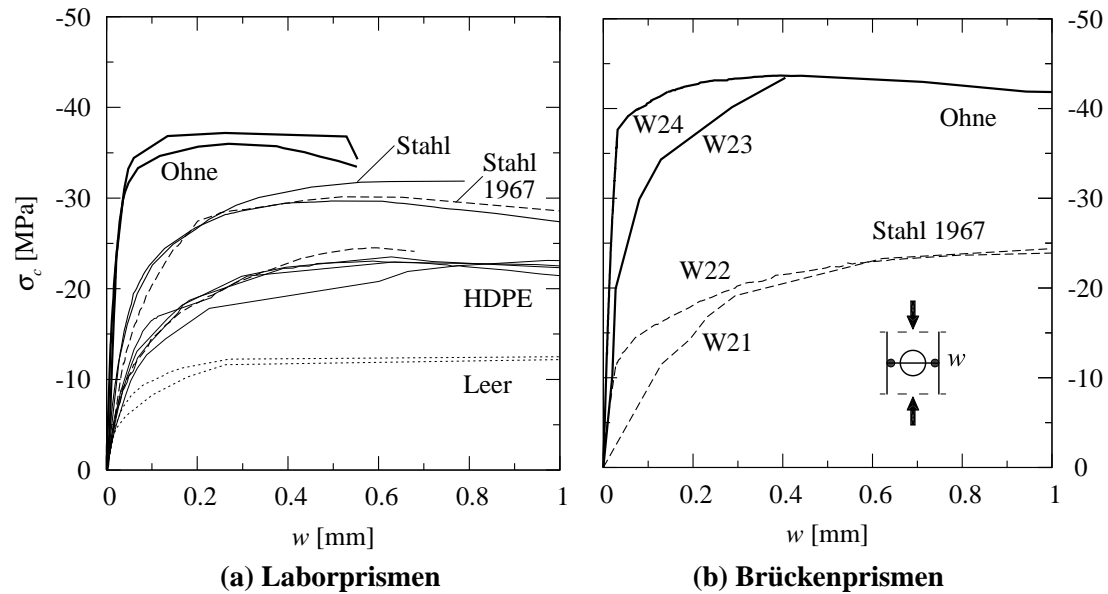 -50
-40
-30
-20
-10
0
σc [MPa]
Ohne
Stahl
Stahl
1967
HDPE
Leer
0 0.2 0.4 0.6 0.8 1
w [mm]
(a) Laborprismen
-50
-40
-30
-20
-10
0
W24
W23
Ohne
Stahl 1967
W22
W21
w
0 0.2 0.4 0.6 0.8 1
w [mm]
(b) Brückenprismen